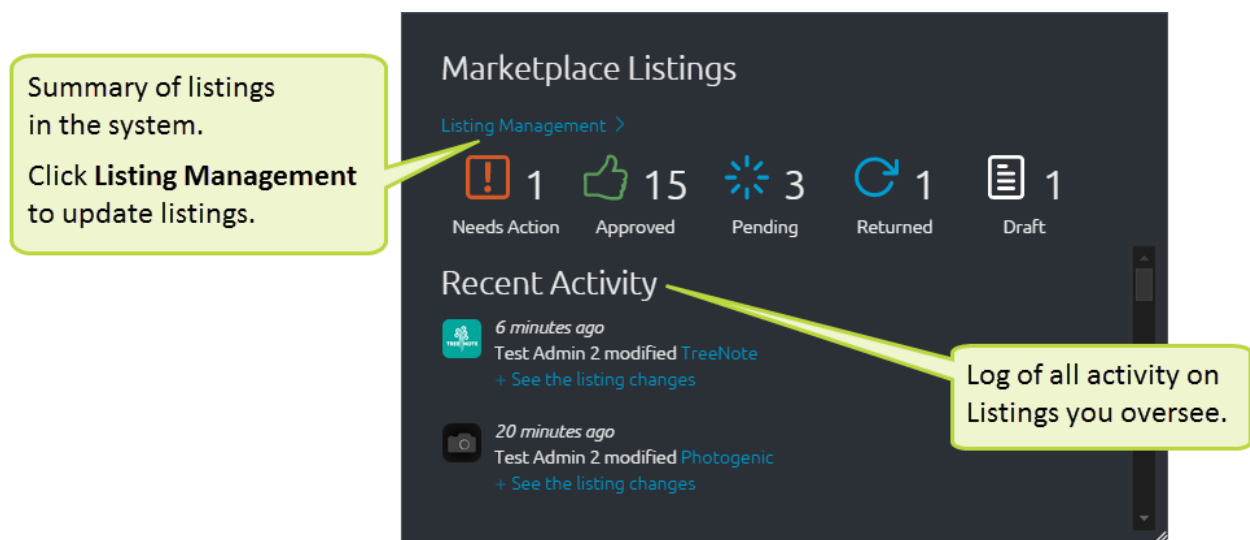 Summary of listings
in the system.
Click Listing Management
to update listings.
Marketplace Listings
Listing Management >
1 15 3 1 1
Needs Action Approved Pending Returned Draft
Recent Activity
6 minutes ago
Test Admin 2 modified TreeNote
+ See the listing changes
TREE NOTE
20 minutes ago
Test Admin 2 modified Photogenic
+ See the listing changes
Log of all activity on
Listings you oversee.